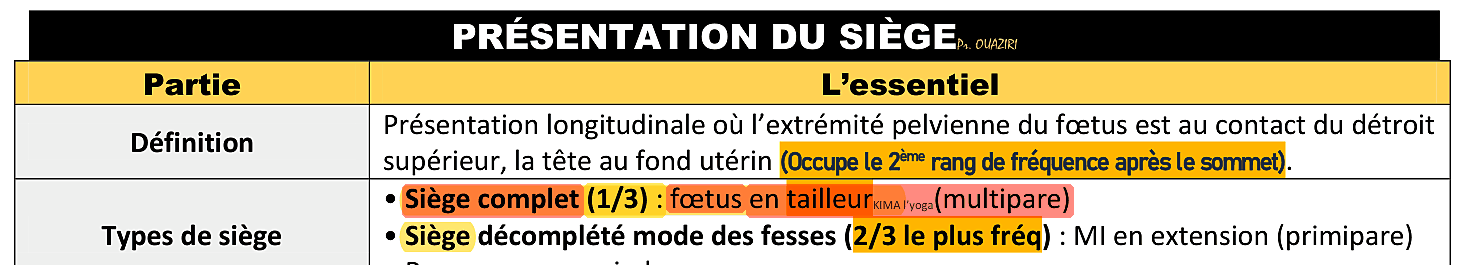 PRÉSENTATION DU SIÈGE Pr. OUAZIRI
Partie L’essentiel
Définition
Présentation longitudinale où l’extrémité pelvienne du fœtus est au contact du détroit
supérieur, la tête au fond utérin (Occupe le 2ème rang de fréquence après le sommet).
Types de siège
• Siège complet (1/3) : fœtus en tailleur KIMA l'yoga (multipare)
• Siège décomplété mode des fesses (2/3 le plus fréq) : MI en extension (primipare)